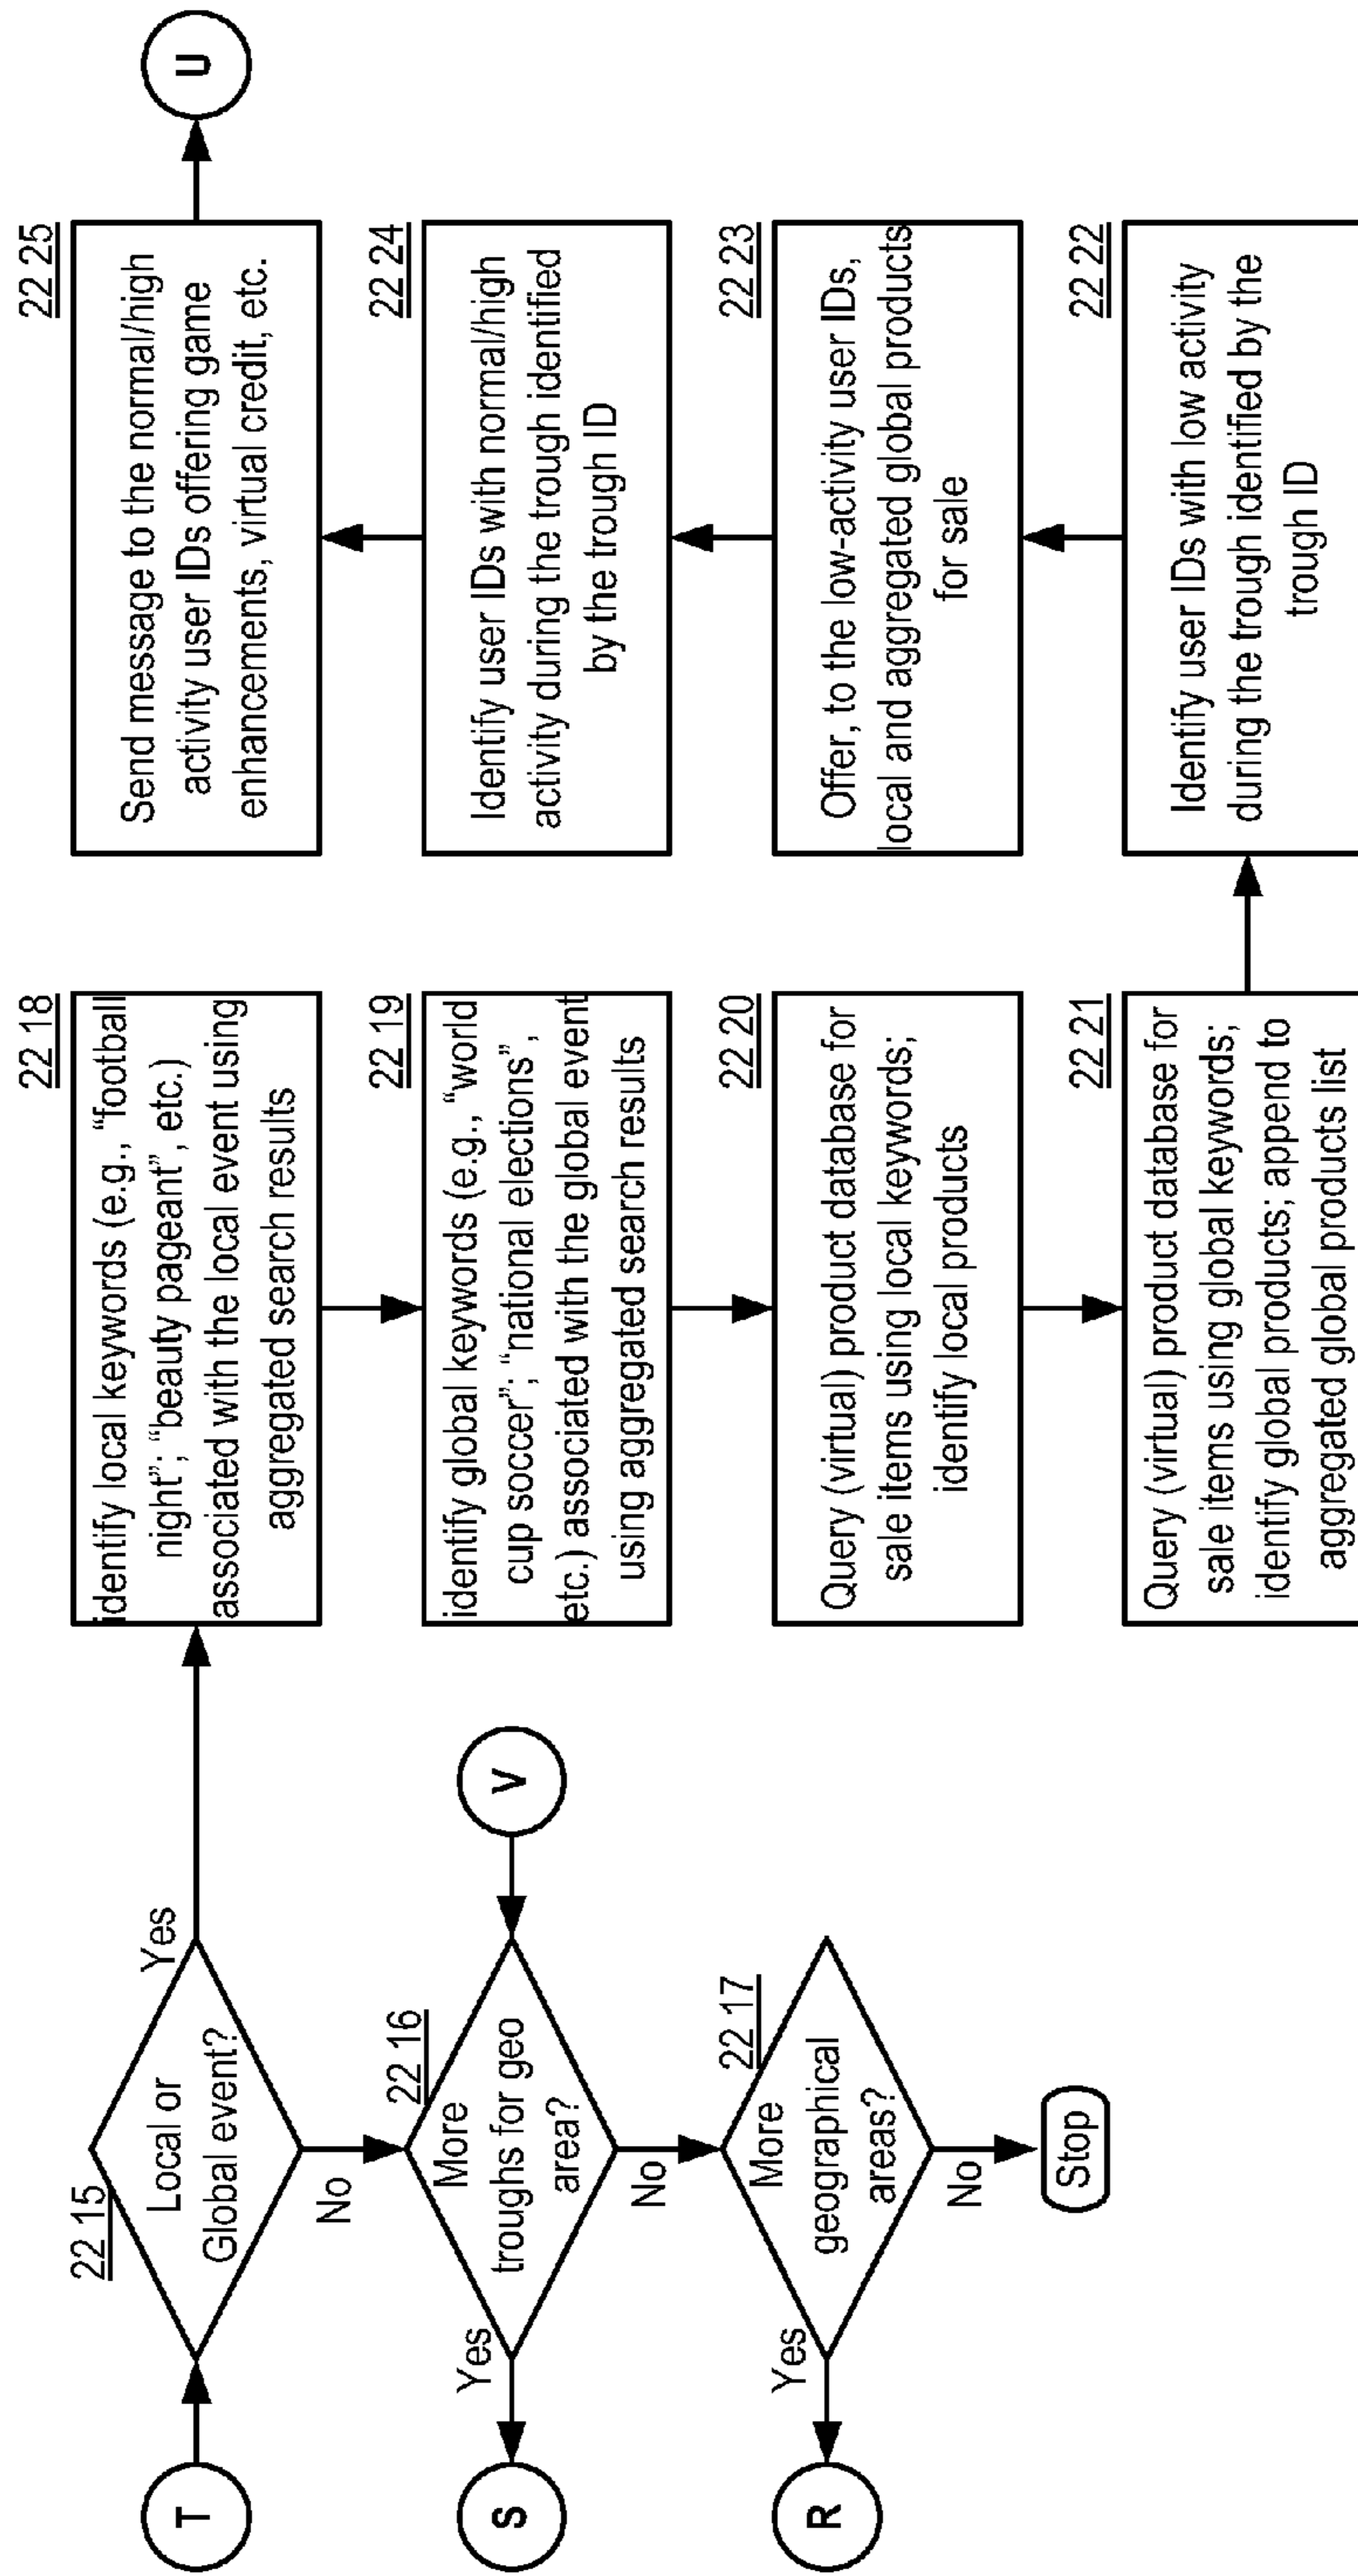 T
22 15
Local or
Global event?
Yes
No
22 16
More
troughs for geo
area?
Yes
S
V
No
22 17
More
geographical
areas?
Yes
R
No
Stop
22 18
identify local keywords (e.g., “football
night”; “beauty pageant”, etc.)
associated with the local event using
aggregated search results
22 19
identify global keywords (e.g., “world
cup soccer”; “national elections”,
etc.) associated with the global event
using aggregated search results
22 20
Query (virtual) product database for
sale items using local keywords;
identify local products
22 21
Query (virtual) product database for
sale items using global keywords;
identify global products; append to
aggregated global products list
22 22
Identify user IDs with low activity
during the trough identified by the
trough ID
22 23
Offer, to the low-activity user IDs,
local and aggregated global products
for sale
22 24
Identify user IDs with normal/high
activity during the trough identified
by the trough ID
22 25
Send message to the normal/high
activity user IDs offering game
enhancements, virtual credit, etc.
U